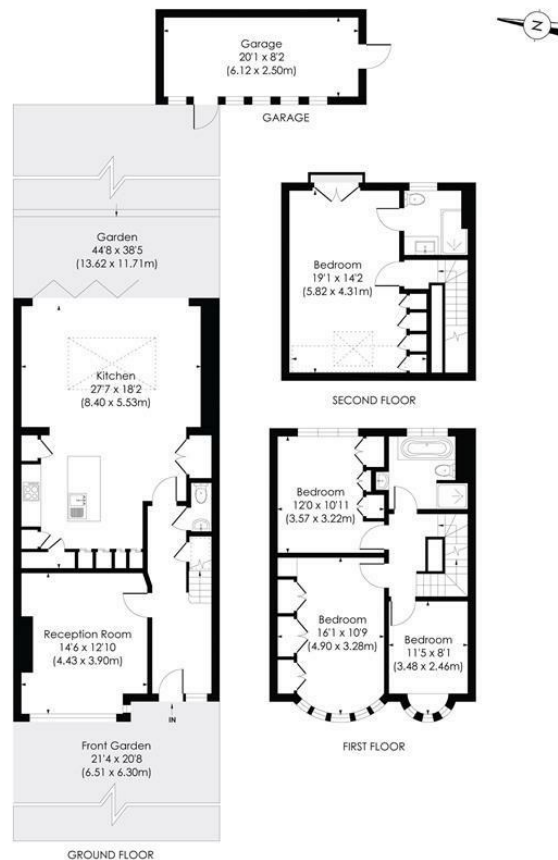 N
Garage
20'1 x 8'2
(6.12 x 2.50m)
GARAGE
Garden
44'8 x 38'5
(13.62 x 11.71m)
Kitchen
27'7 x 18'2
(8.40 x 5.53m)
Reception Room
14'6 x 12'10
(4.43 x 3.90m)
IN
Front Garden
21'4 x 20'8
(6.51 x 6.30m)
GROUND FLOOR
Bedroom
19'1 x 14'2
(5.82 x 4.31m)
SECOND FLOOR
Bedroom
12'0 x 10'11
(3.57 x 3.22m)
Bedroom
16'1 x 10'9
(4.90 x 3.28m)
Bedroom
11'5 x 8'1
(3.48 x 2.46m)
FIRST FLOOR